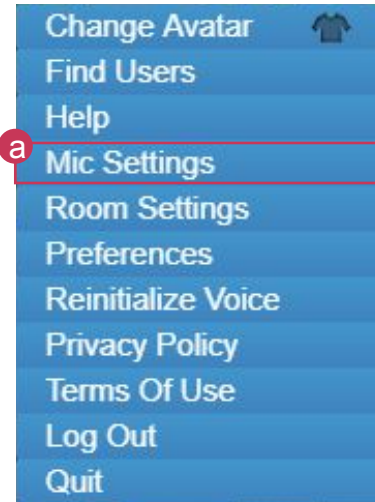 Change Avatar
Find Users
Help
a
Mic Settings
Room Settings
Preferences
Reinitialize Voice
Privacy Policy
Terms Of Use
Log Out
Quit